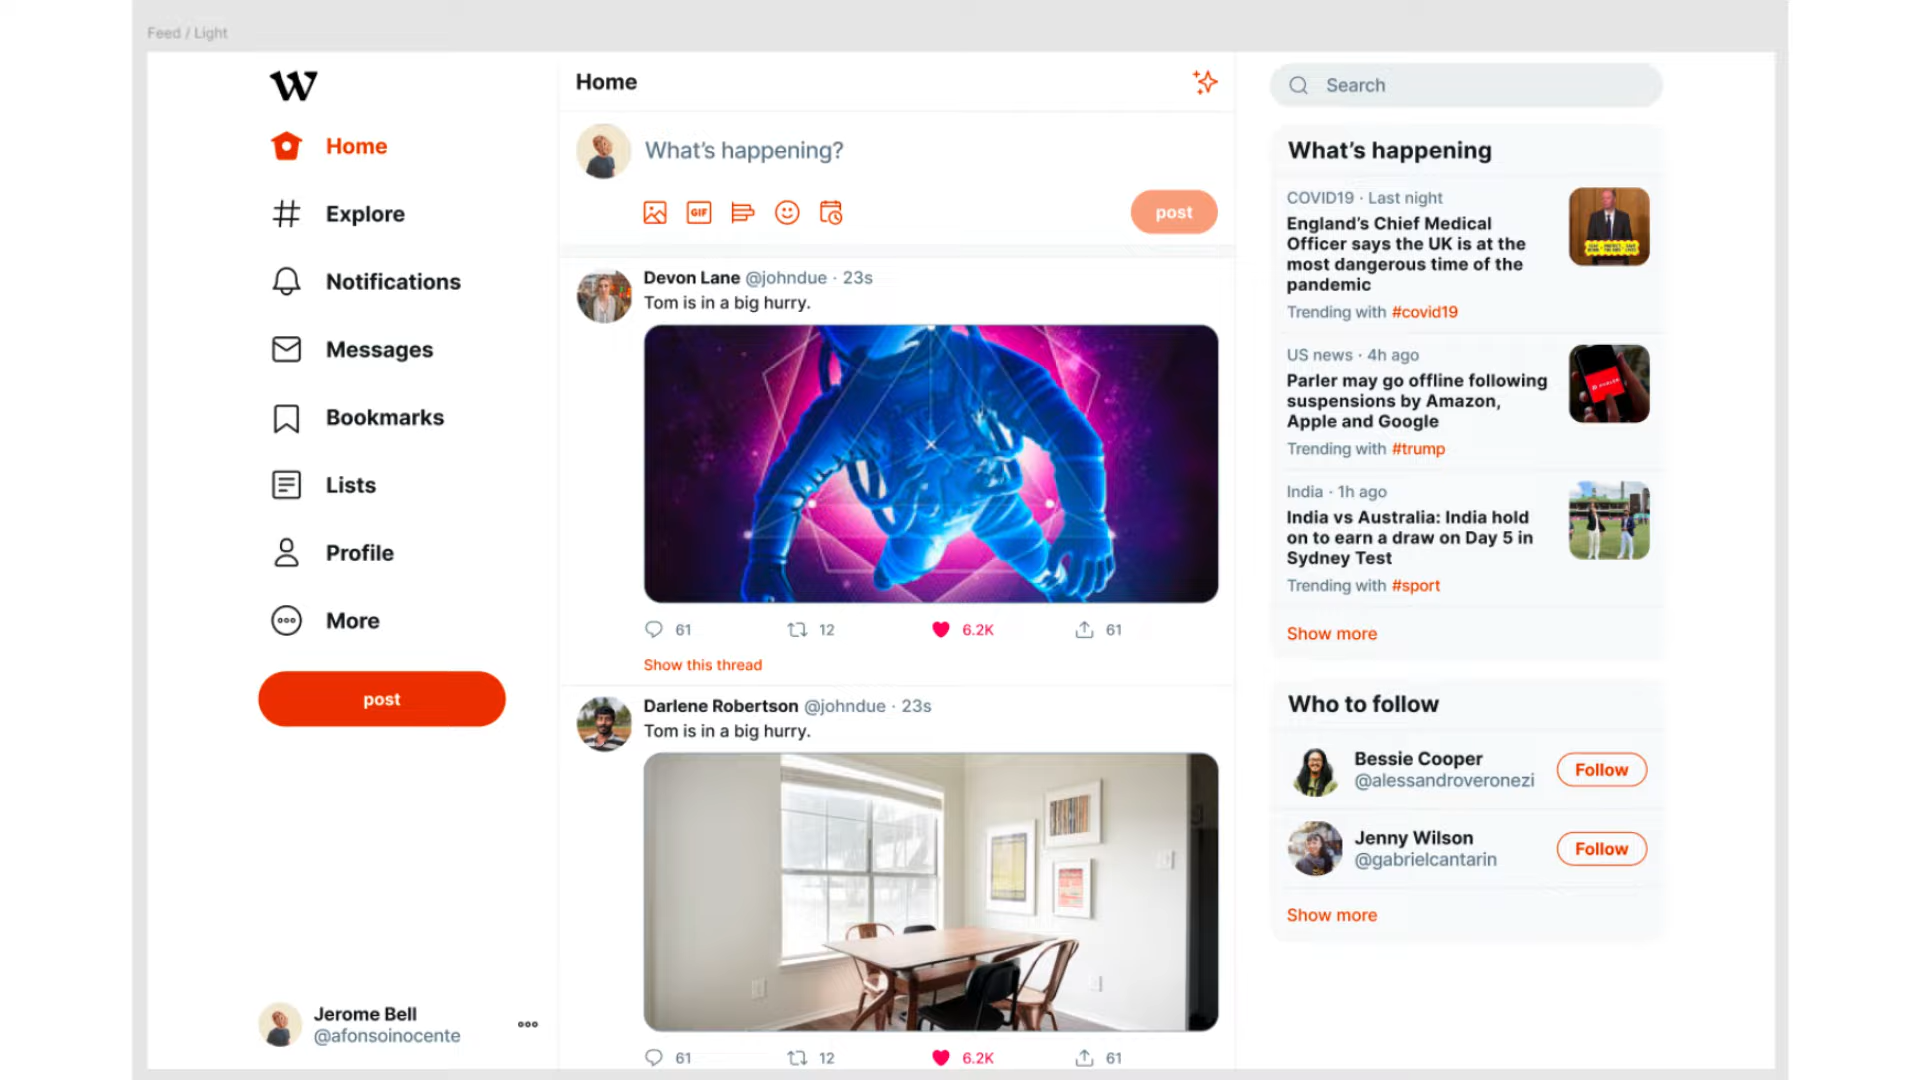 Feed / Light
W
Home
Explore
Notifications
Messages
Bookmarks
Lists
Profile
More
post
Jerome Bell
@afonsoinocente
Home
What's happening?
GIF
post
Devon Lane @johndue · 23s
Tom is in a big hurry.
61 12 6.2K 61
Show this thread
Darlene Robertson @johndue · 23s
Tom is in a big hurry.
61 12 6.2K 61
Search
What's happening
COVID19 · Last night
England's Chief Medical
Officer says the UK is at the
most dangerous time of the
pandemic
Trending with #covid19
US news · 4h ago
Parler may go offline following
suspensions by Amazon,
Apple and Google
Trending with #trump
PARLER
India · 1h ago
India vs Australia: India hold
on to earn a draw on Day 5 in
Sydney Test
Trending with #sport
Show more
Who to follow
Bessie Cooper
@alessandroveronezi
Follow
Jenny Wilson
@gabrielcantarin
Follow
Show more